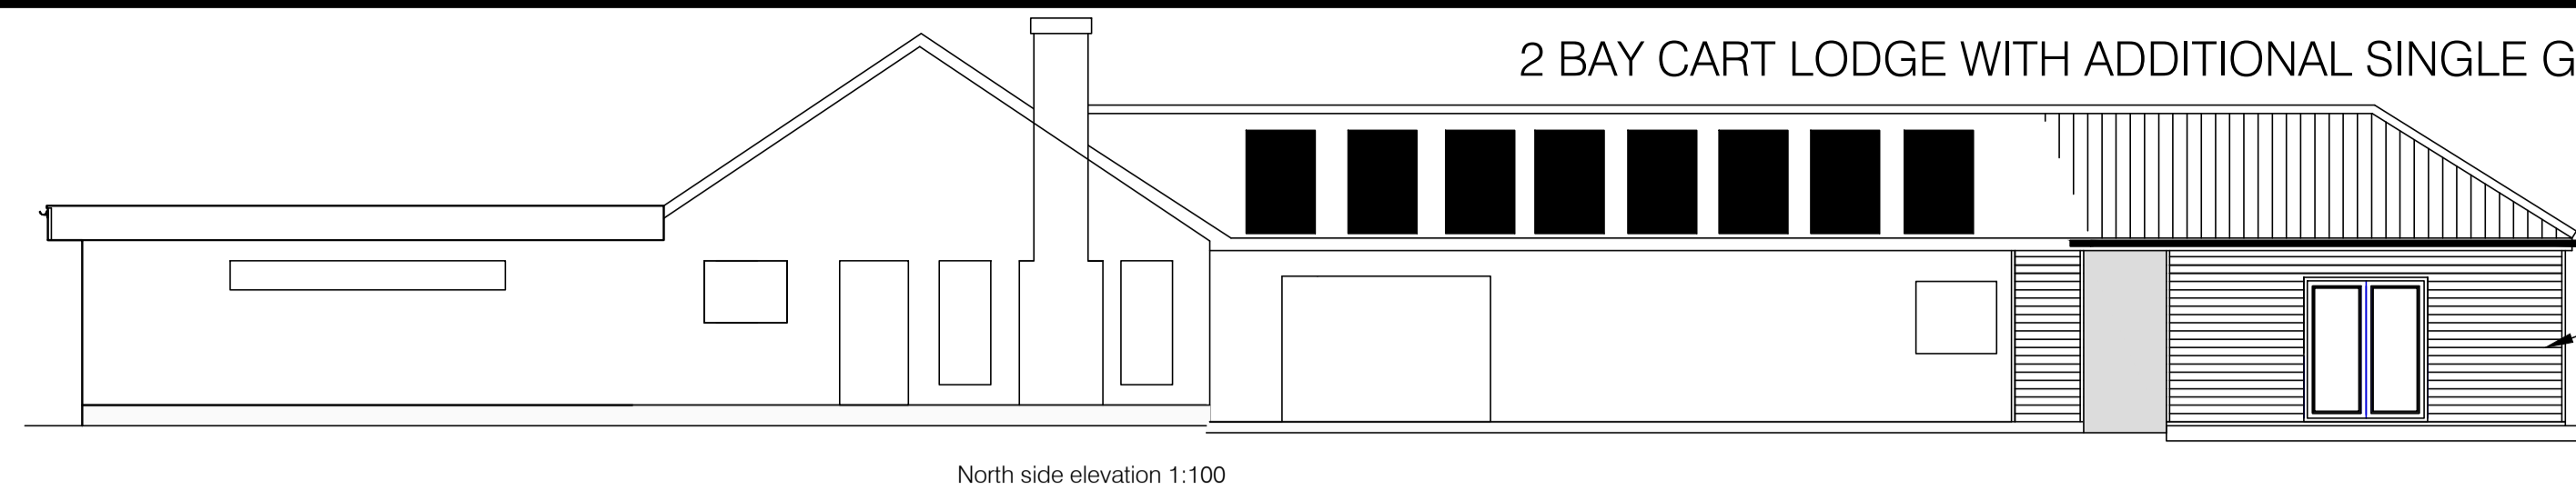 2 BAY CART LODGE WITH ADDITIONAL SINGLE G
North side elevation 1:100